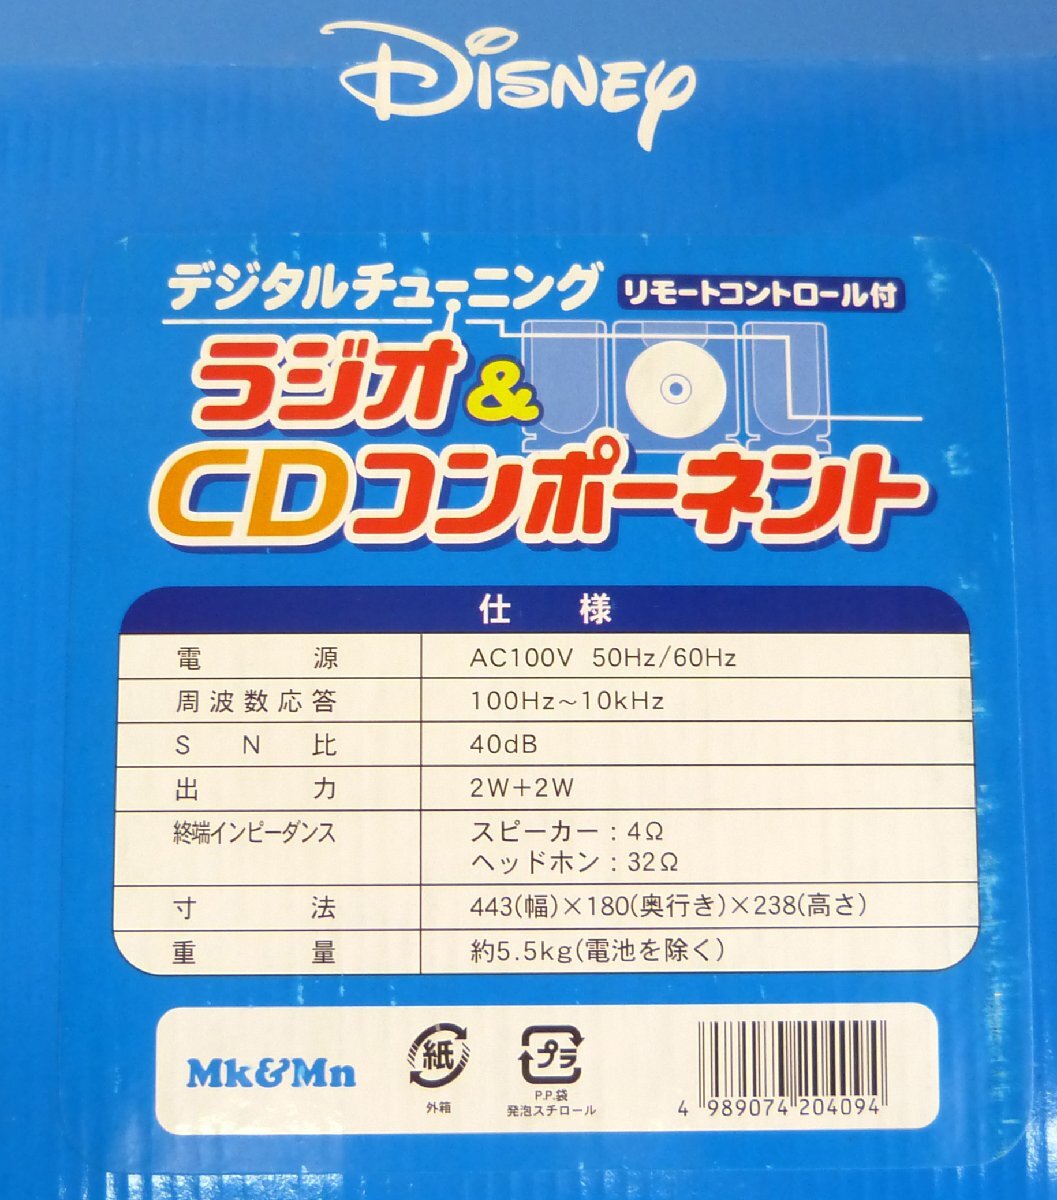 Disney
デジタルチューニング リモートコントロール付
ラジオ&
CDコンポーネント
仕 様
電 源 AC100V 50Hz/60Hz
周波数応答 100Hz～10kHz
S N 比 40dB
出 力 2W+2W
終端インピーダンス スピーカー：4Ω
ヘッドホン：32Ω
寸 法 443(幅)×180(奥行き)×238(高さ)
重 量 約5.5kg(電池を除く)
Mk&Mn
紙
外箱
プラ
P.P.袋
発泡スチロール
4 989074 204094